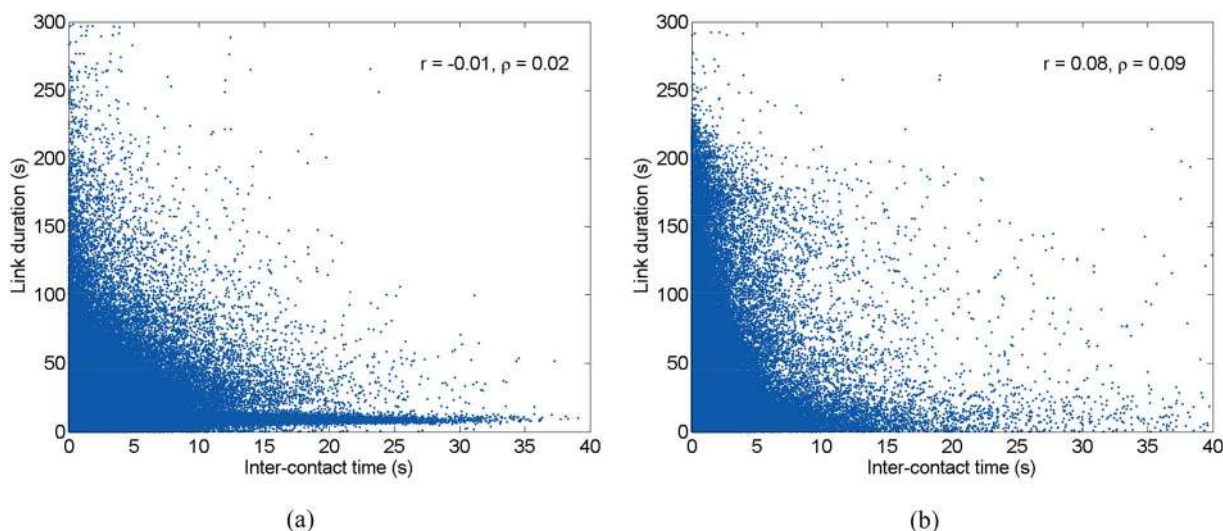 300
250
200
150
100
50
0
Link duration (s)
r = -0.01, ρ = 0.02
0 5 10 15 20 25 30 35 40
Inter-contact time (s)
(a)
300
250
200
150
100
50
0
Link duration (s)
r = 0.08, ρ = 0.09
0 5 10 15 20 25 30 35 40
Inter-contact time (s)
(b)